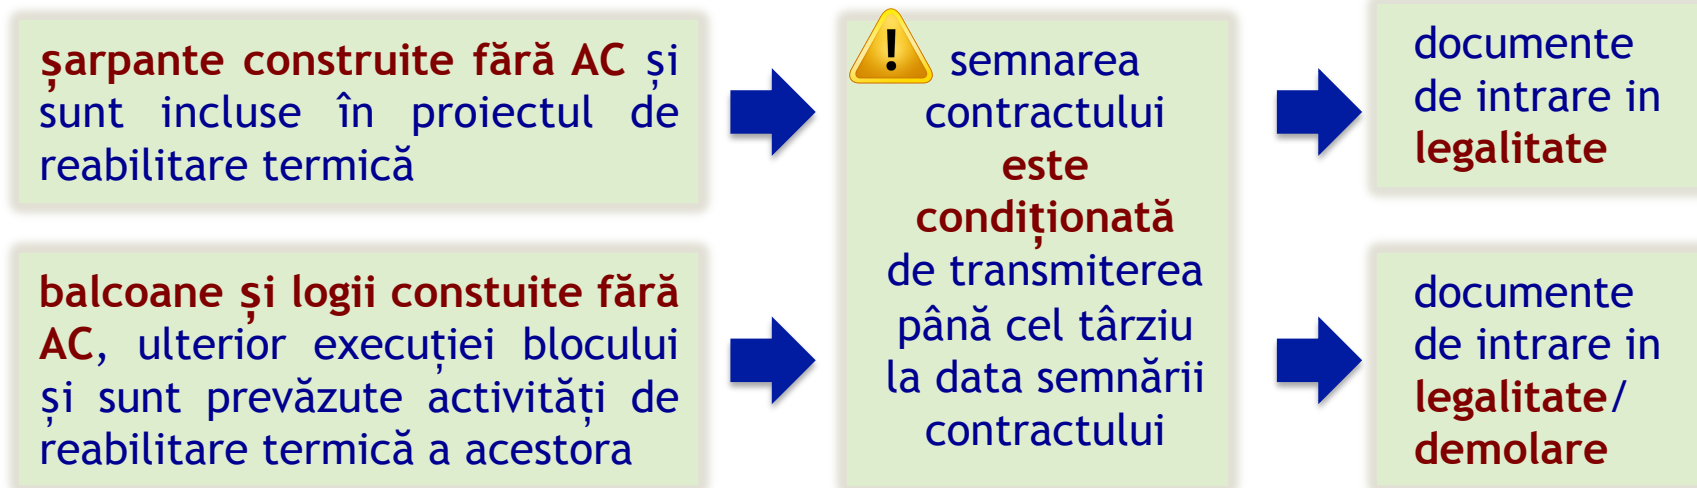 șarpante construite fără AC și
sunt incluse în proiectul de
reabilitare termică
balcoane și logii constuite fără
AC, ulterior execuției blocului
și sunt prevăzute activități de
reabilitare termică a acestora
!
semnarea
contractului
este
condiționată
de transmiterea
până cel târziu
la data semnării
contractului
documente
de intrare in
legalitate
documente
de intrare in
legalitate/
demolare